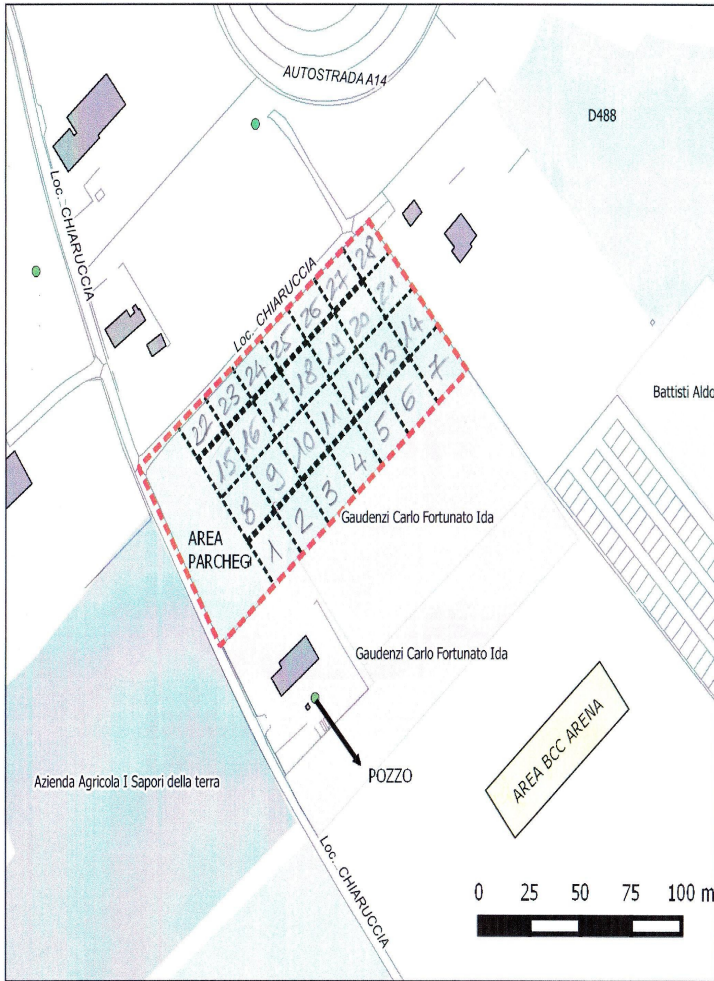 AUTOSTRADA A14
D488
Loc. CHIARUCCIA
Loc. CHIARUCCIA
22 23 24 25 26 27 28
15 16 17 18 19 20 21
8 9 10 11 12 13 14
1 2 3 4 5 6 7
Battisti Aldo
Gaudenzi Carlo Fortunato Ida
AREA
PARCHEG
Gaudenzi Carlo Fortunato Ida
AREA BCC ARENA
POZZO
Azienda Agricola I Sapori della terra
Loc. CHIARUCCIA
0 25 50 75 100 m